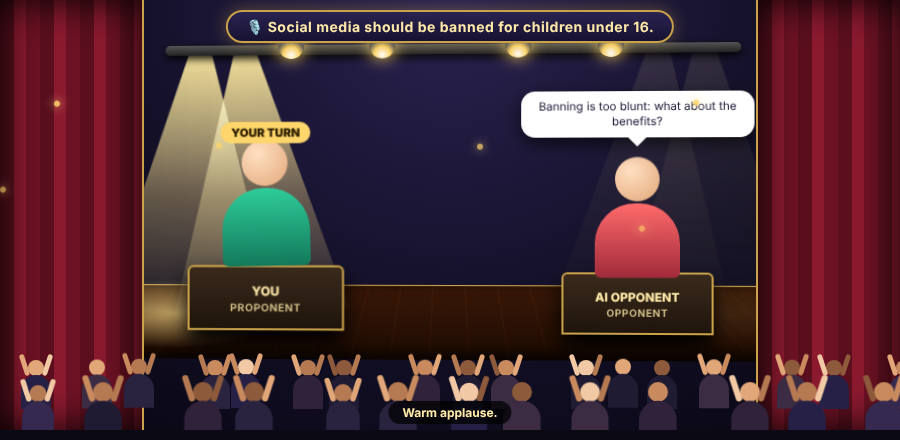 🎙️ Social media should be banned for children under 16.
Banning is too blunt: what about the
benefits?
YOUR TURN
YOU
PROPONENT
AI OPPONENT
OPPONENT
Warm applause.